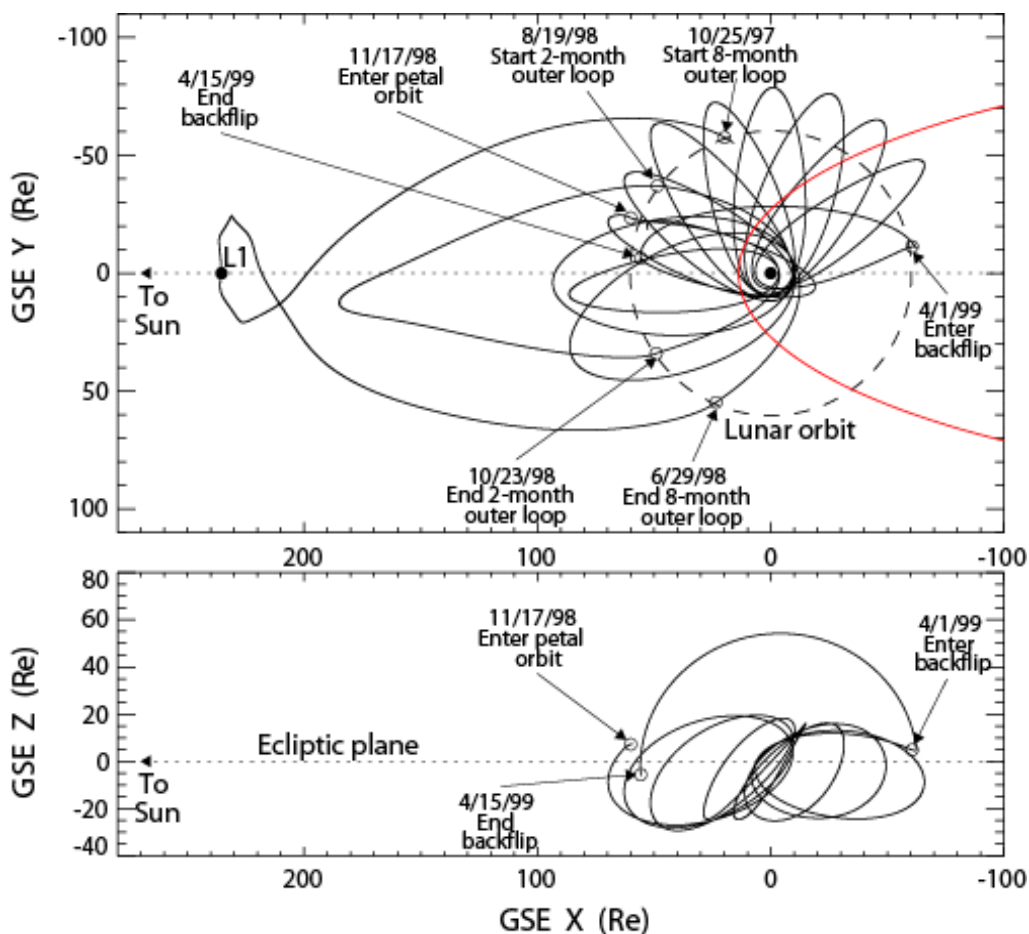 -100
-50
0
50
100
GSE Y (Re)
8/19/98
Start 2-month
outer loop
10/25/97
Start 8-month
outer loop
11/17/98
Enter petal
orbit
4/15/99
End
backflip
L1
To
Sun
4/1/99
Enter
backflip
Lunar orbit
10/23/98
End 2-month
outer loop
6/29/98
End 8-month
outer loop
200
100
0
-100
80
60
40
20
0
-20
-40
GSE Z (Re)
11/17/98
Enter petal
orbit
4/1/99
Enter
backflip
Ecliptic plane
To
Sun
4/15/99
End
backflip
200
100
0
-100
GSE X (Re)